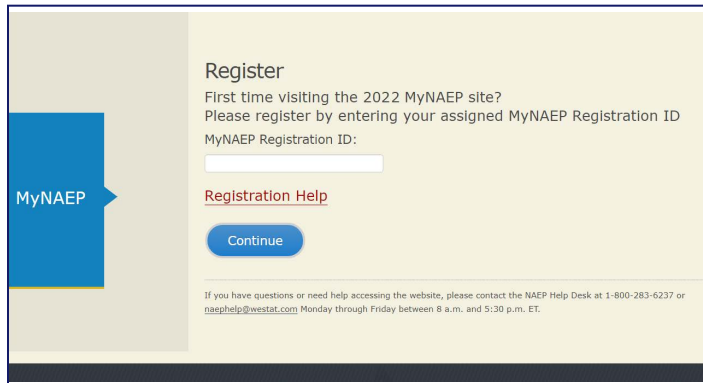 Register
First time visiting the 2022 MyNAEP site?
Please register by entering your assigned MyNAEP Registration ID
MyNAEP Registration ID:
MyNAEP
Registration Help
Continue
If you have questions or need help accessing the website, please contact the NAEP Help Desk at 1-800-283-6237 or
naephelp@westat.com Monday through Friday between 8 a.m. and 5:30 p.m. ET.